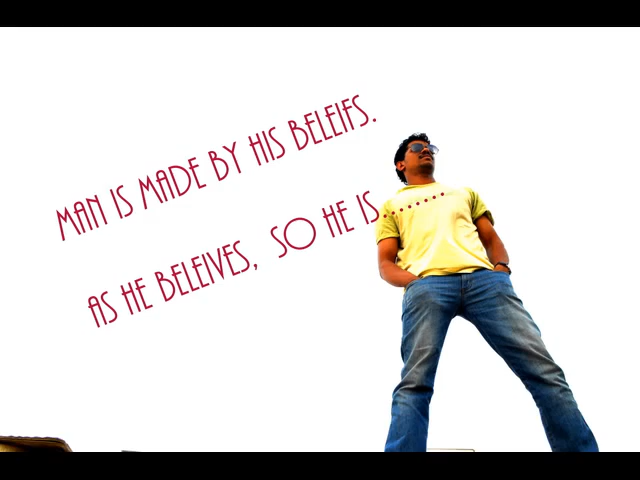 MAN IS MADE BY HIS BELEIFS.
AS HE BELEIVES, SO HE IS........